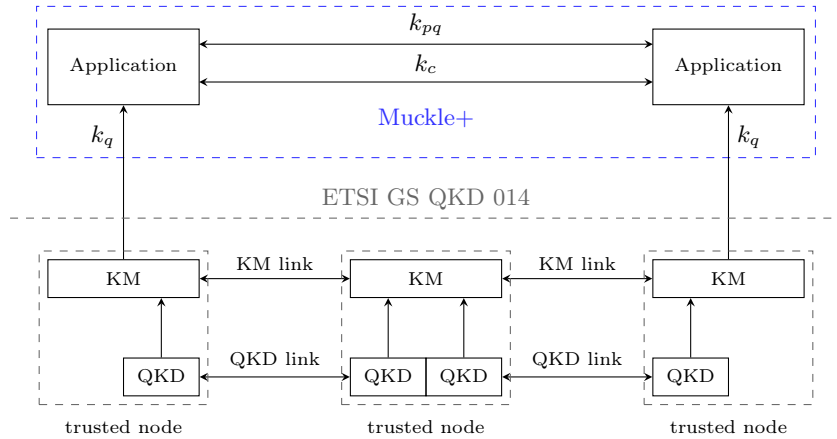 k_pq
Application
Application
k_c
Muckle+
k_q
k_q
ETSI GS QKD 014
KM link
KM link
KM
KM
KM
QKD link
QKD link
QKD
QKD
QKD
QKD
trusted node
trusted node
trusted node